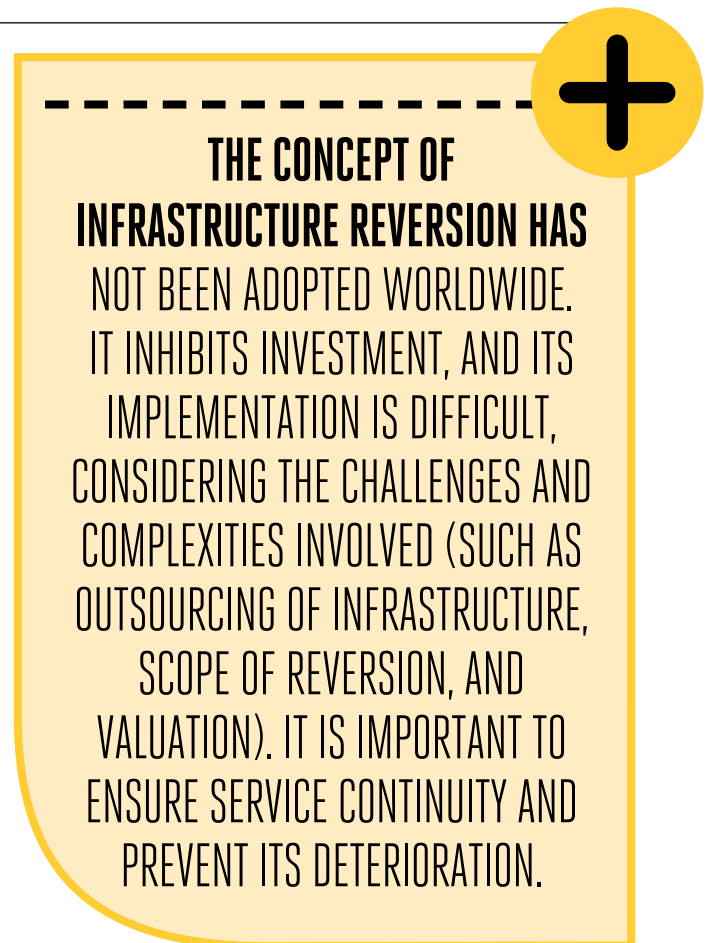 THE CONCEPT OF
INFRASTRUCTURE REVERSION HAS
NOT BEEN ADOPTED WORLDWIDE.
IT INHIBITS INVESTMENT, AND ITS
IMPLEMENTATION IS DIFFICULT,
CONSIDERING THE CHALLENGES AND
COMPLEXITIES INVOLVED (SUCH AS
OUTSOURCING OF INFRASTRUCTURE,
SCOPE OF REVERSION, AND
VALUATION). IT IS IMPORTANT TO
ENSURE SERVICE CONTINUITY AND
PREVENT ITS DETERIORATION.